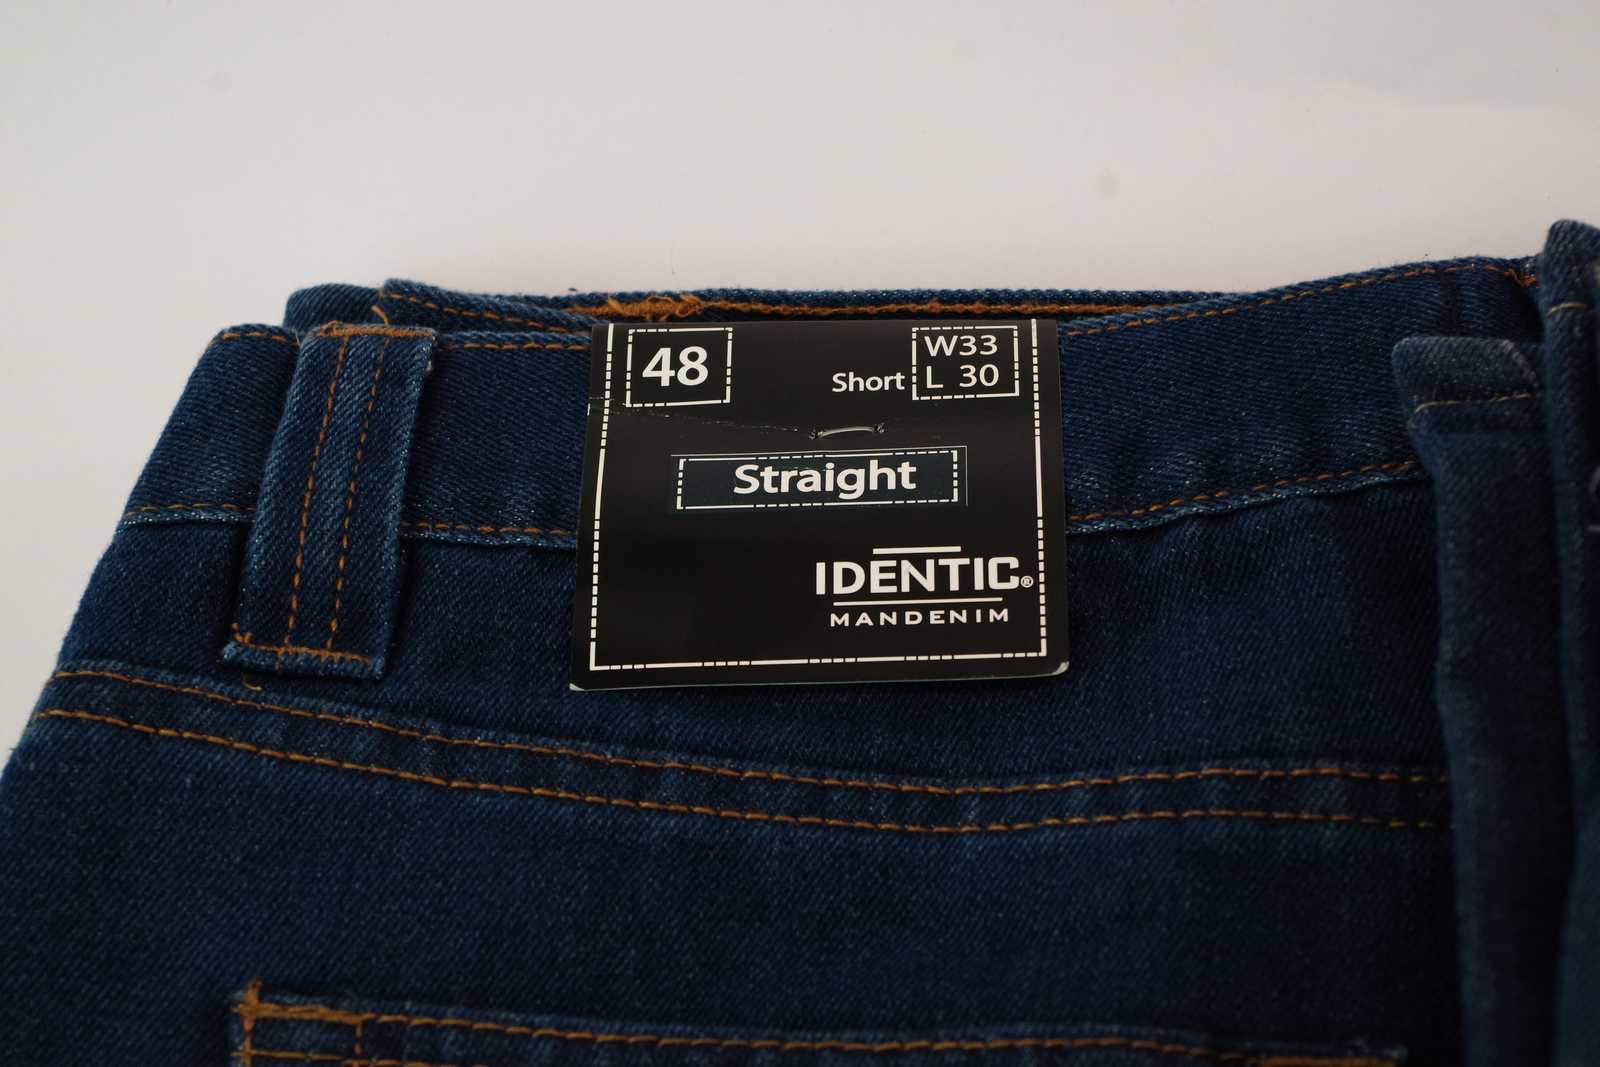 48
W33
Short L 30
Straight
IDENTIC®
MANDENIM